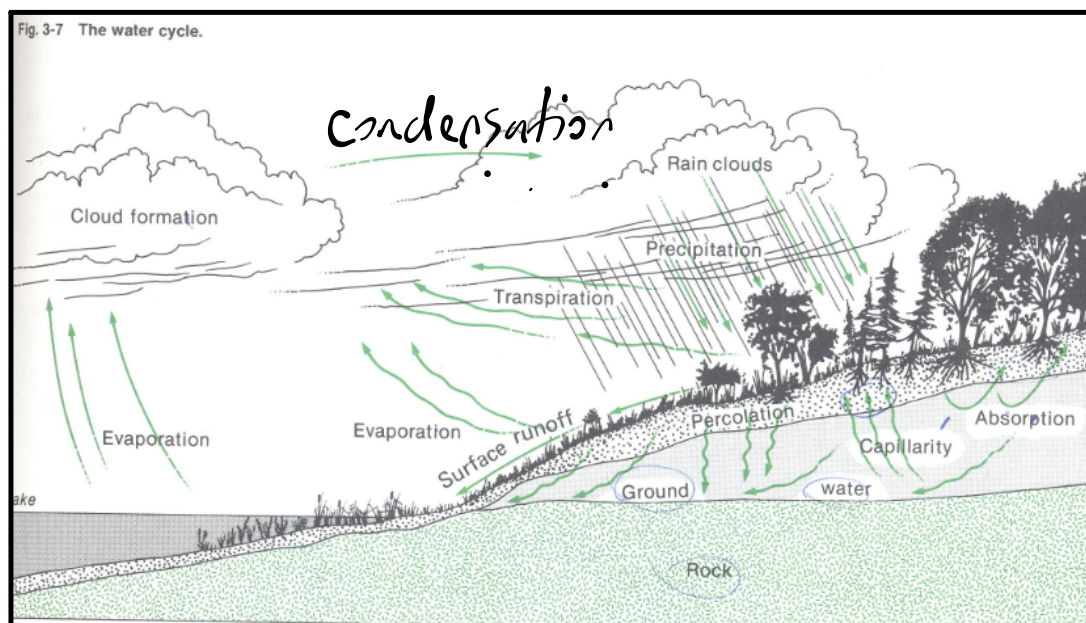 Fig. 3-7 The water cycle.
condensation
Rain clouds
Cloud formation
Precipitation
Transpiration
Evaporation
Evaporation
Surface runoff
Percolation
Absorption
Capillarity
Ground water
ake
Rock